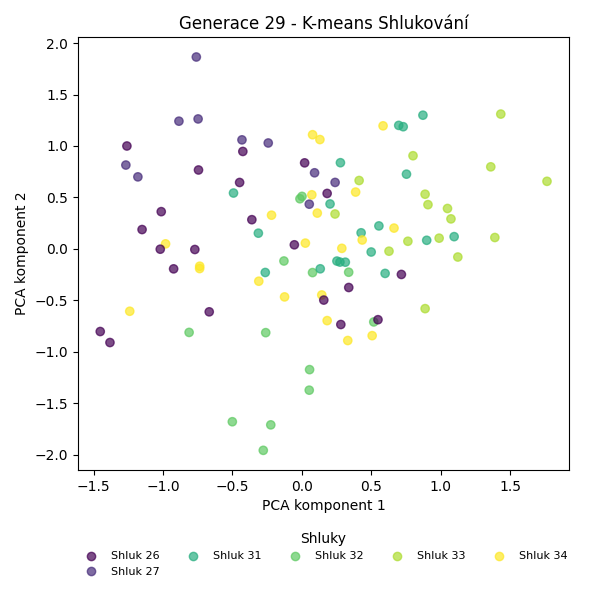 Generace 29 - K-means Shlukování
2.0
1.5
1.0
0.5
0.0
−0.5
−1.0
−1.5
−2.0
PCA komponent 2
−1.5 −1.0 −0.5 0.0 0.5 1.0 1.5
PCA komponent 1
Shluky
Shluk 26 Shluk 31 Shluk 32 Shluk 33 Shluk 34
Shluk 27